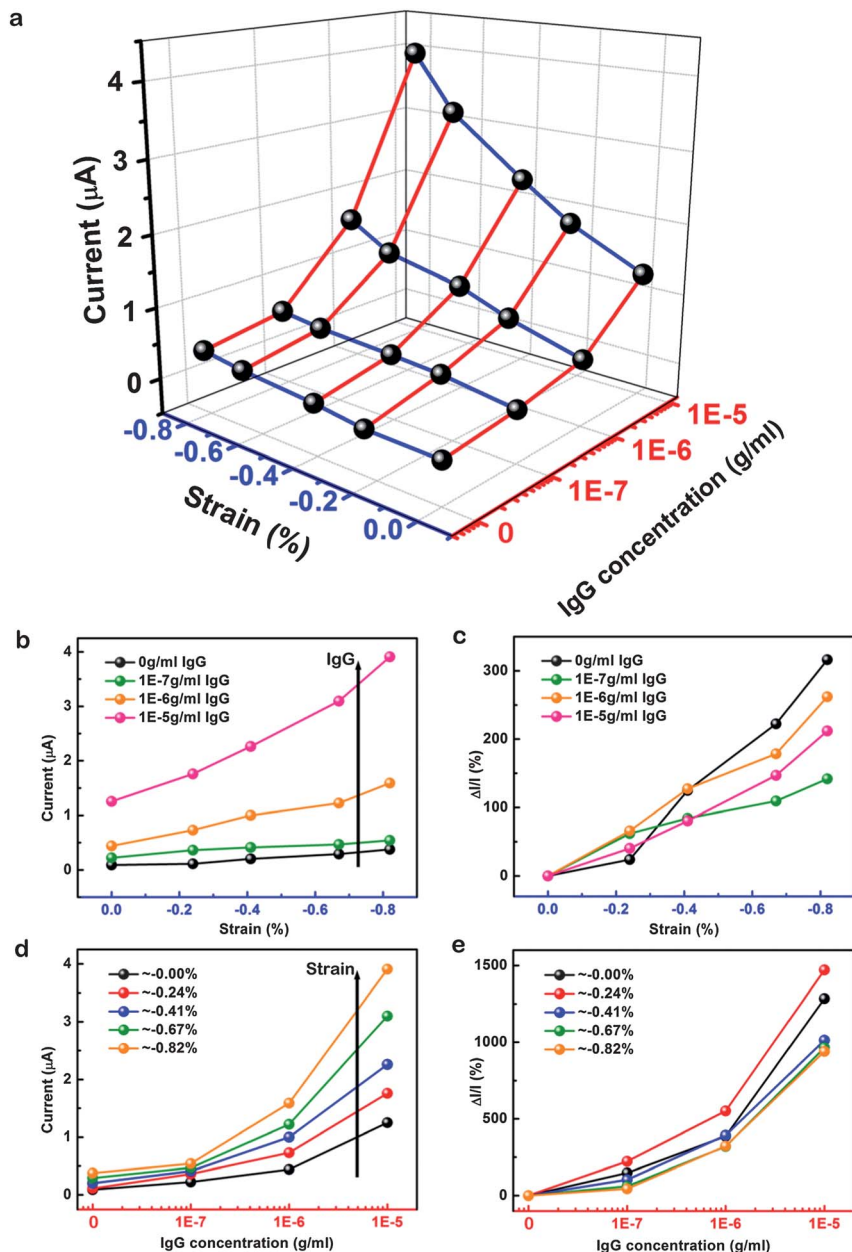 a
4
3
2
1
0
Current (μA)
-0.8
-0.6
-0.4
-0.2
0.0
Strain (%)
0
1E-7
1E-6
1E-5
IgG concentration (g/ml)
b
4
3
2
1
0
Current (μA)
0g/ml IgG
1E-7g/ml IgG
1E-6g/ml IgG
1E-5g/ml IgG
IgG
0.0 -0.2 -0.4 -0.6 -0.8
Strain (%)
c
300
200
100
0
ΔI/I (%)
0g/ml IgG
1E-7g/ml IgG
1E-6g/ml IgG
1E-5g/ml IgG
0.0 -0.2 -0.4 -0.6 -0.8
Strain (%)
d
4
3
2
1
0
Current (μA)
~-0.00%
~-0.24%
~-0.41%
~-0.67%
~-0.82%
Strain
0 1E-7 1E-6 1E-5
IgG concentration (g/ml)
e
1500
1000
500
0
ΔI/I (%)
~-0.00%
~-0.24%
~-0.41%
~-0.67%
~-0.82%
0 1E-7 1E-6 1E-5
IgG concentration (g/ml)